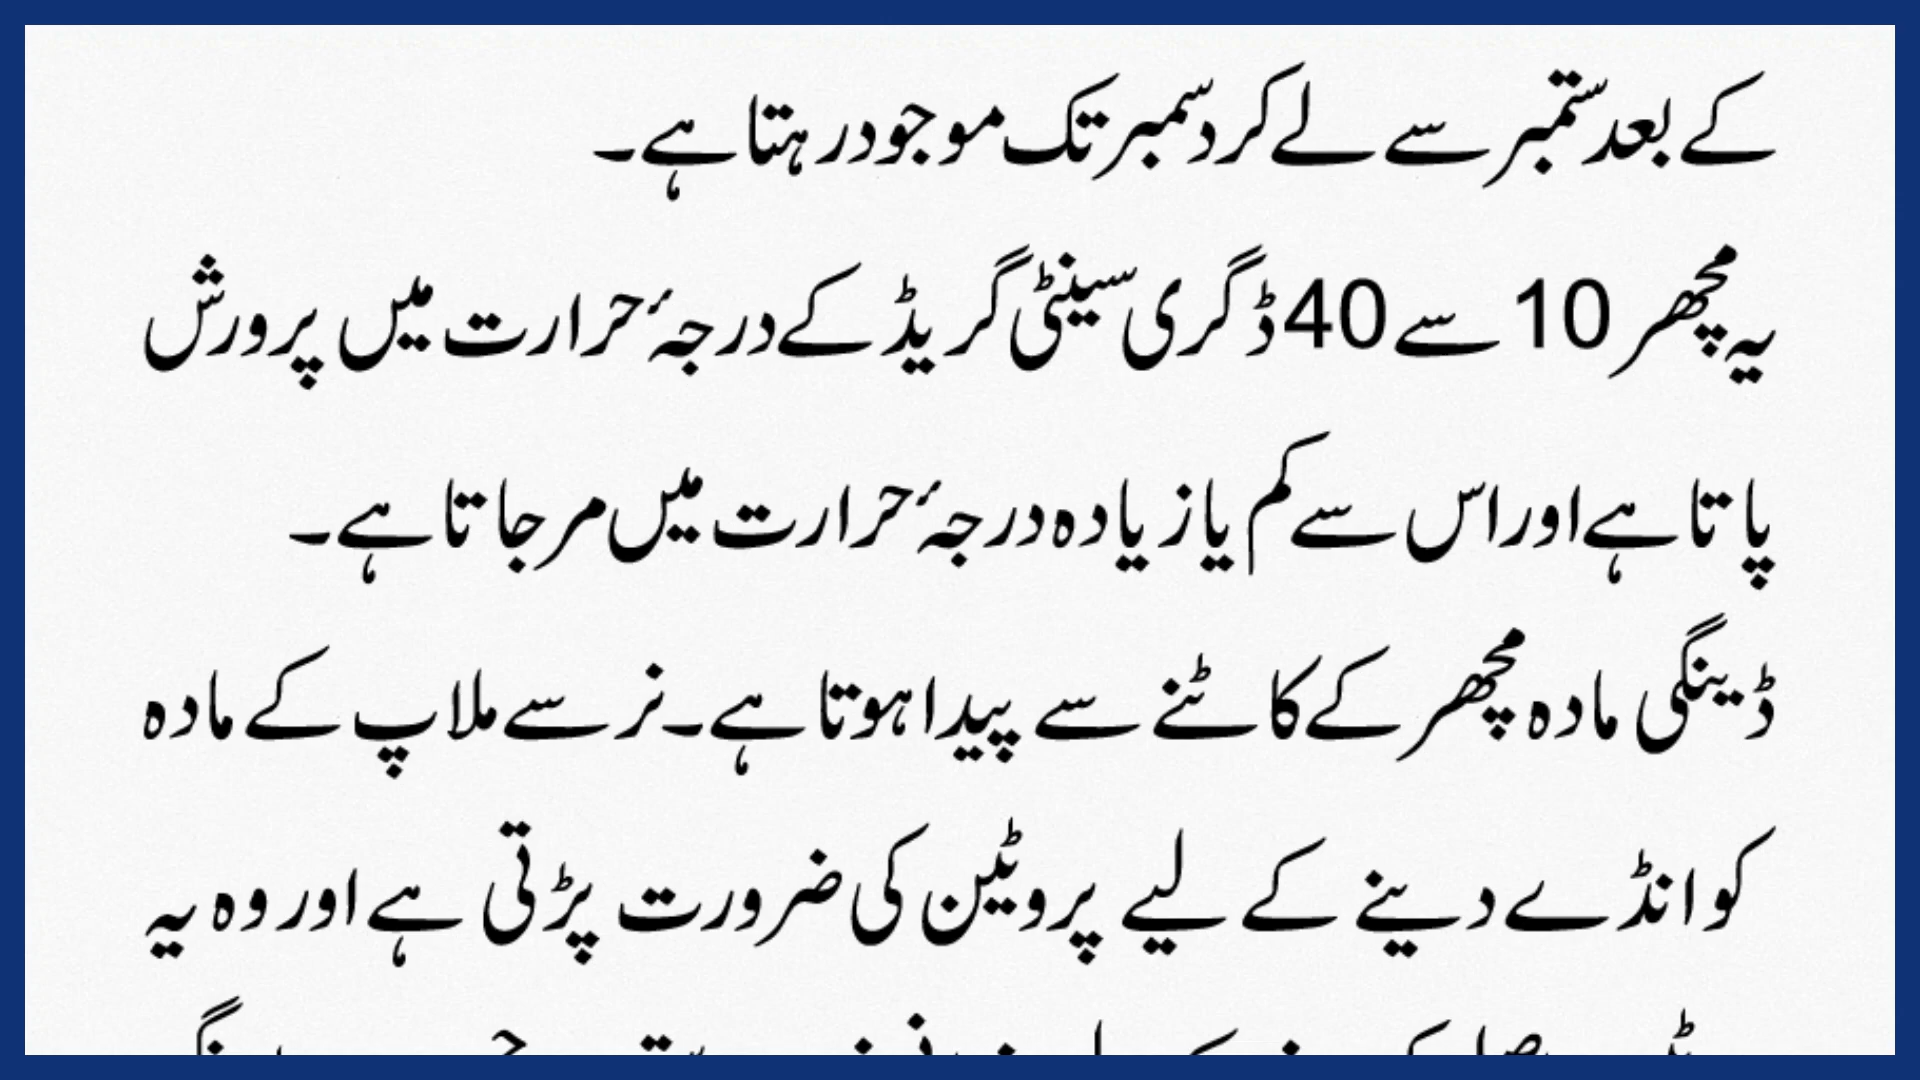 کے بعد ستمبر سے لے کر دسمبر تک موجود رہتا ہے۔
یہ مچھر 10 سے 40 ڈگری سینٹی گریڈ کے درجۂ حرارت میں پرورش
پاتا ہے اور اس سے کم یا زیادہ درجۂ حرارت میں مر جاتا ہے۔
ڈینگی مادہ مچھر کے کاٹنے سے پیدا ہوتا ہے۔ نر سے ملاپ کے مادہ
کو انڈے دینے کے لیے پروٹین کی ضرورت پڑتی ہے اور وہ یہ